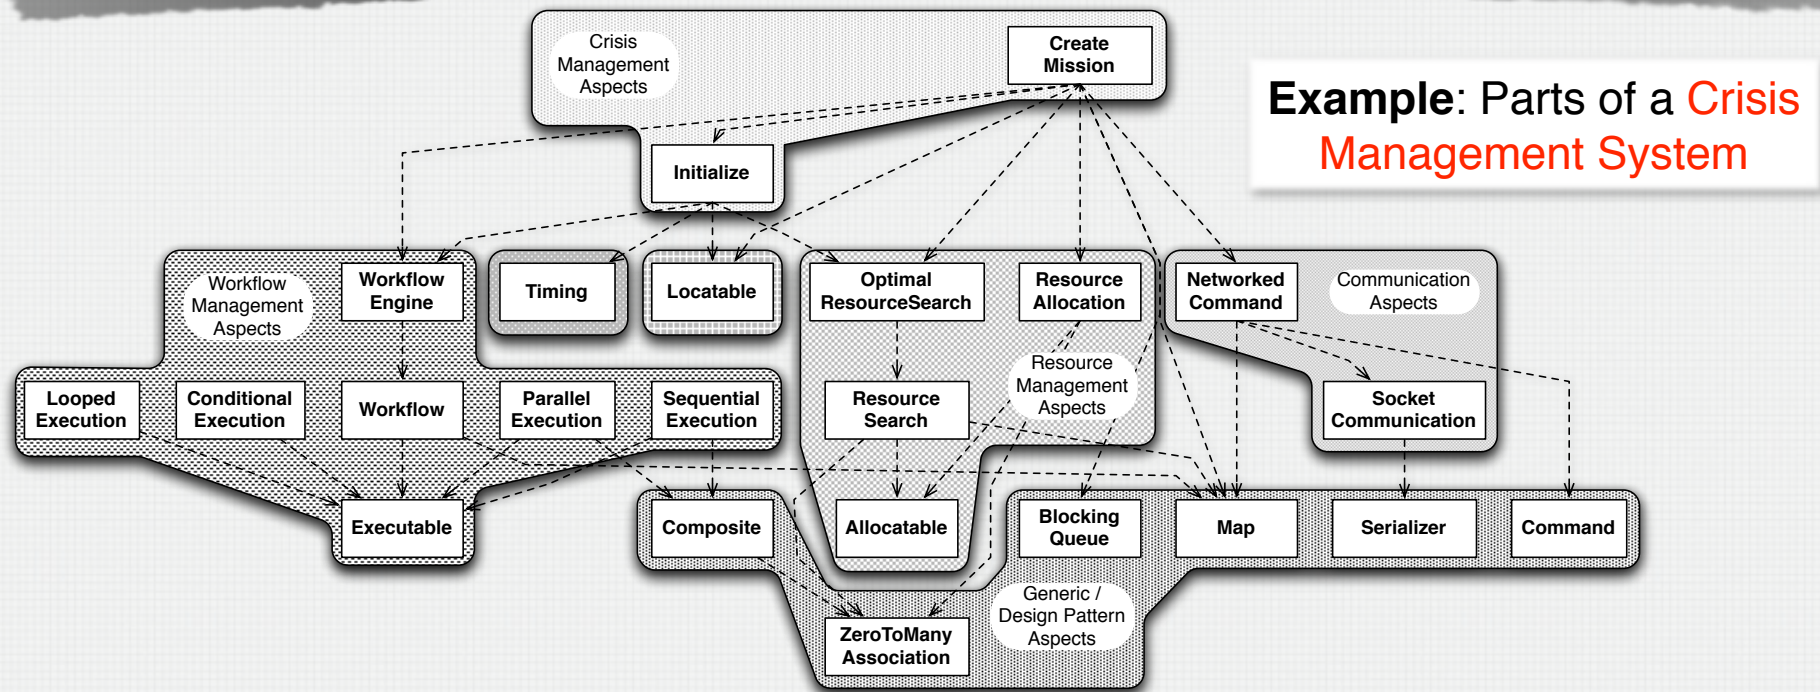 Crisis
Management
Aspects
Create
Mission
Example: Parts of a Crisis
Management System
Initialize
Workflow
Management
Aspects
Workflow
Engine
Timing
Locatable
Optimal
ResourceSearch
Resource
Allocation
Networked
Command
Communication
Aspects
Looped
Execution
Conditional
Execution
Workflow
Parallel
Execution
Sequential
Execution
Resource
Search
Resource
Management
Aspects
Socket
Communication
Executable
Composite
Allocatable
Blocking
Queue
Map
Serializer
Command
ZeroToMany
Association
Generic /
Design Pattern
Aspects